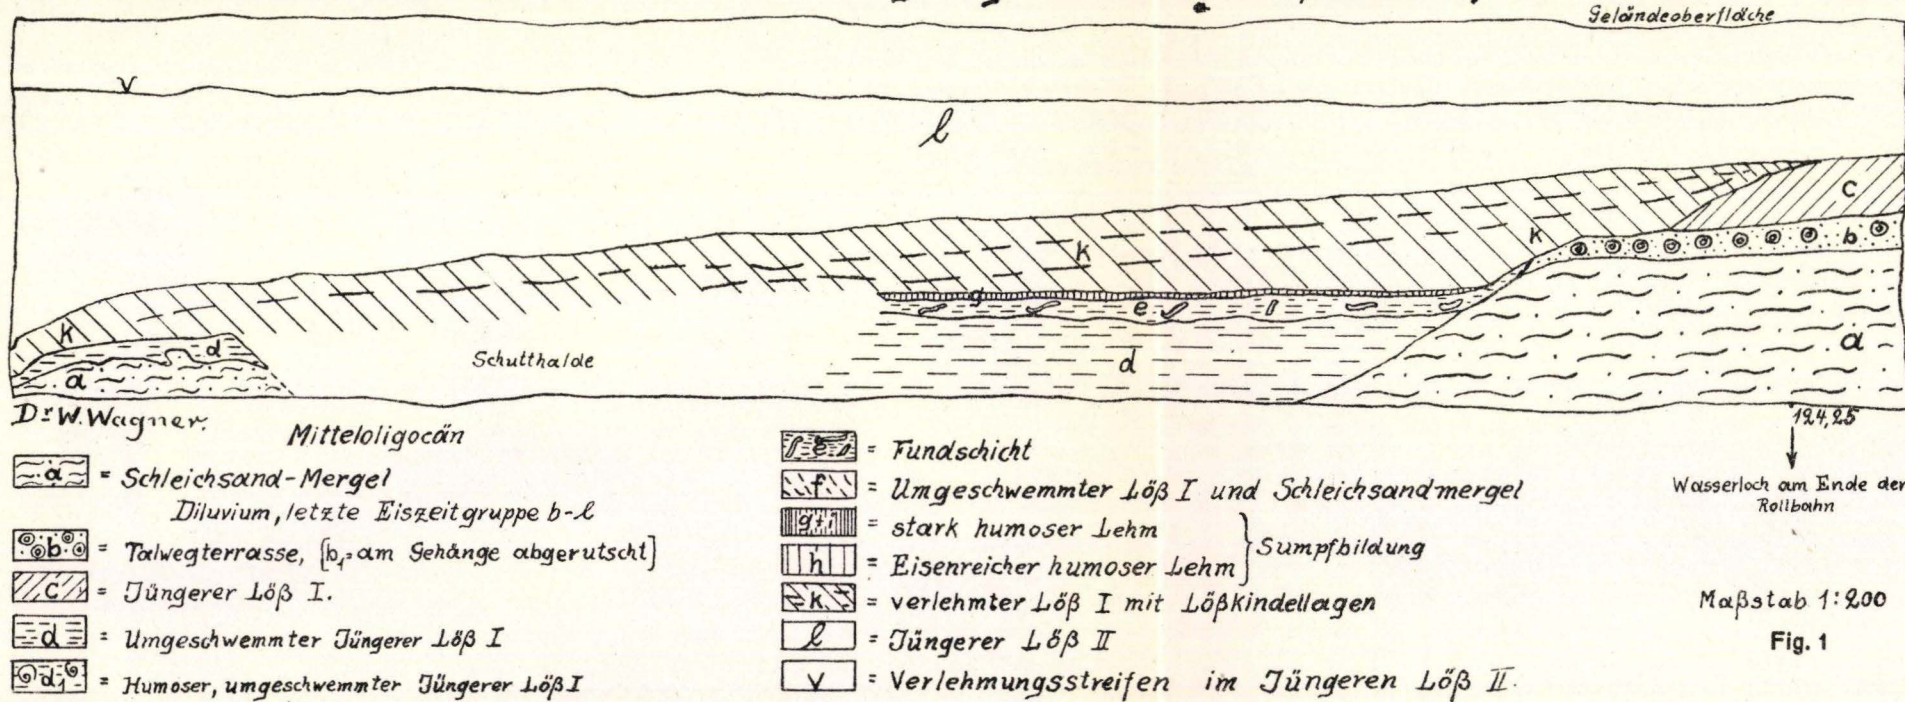 Geländeoberfläche
v
l
c
k
k
b
g
e
k
d
d
a
a
Schutthalde
Dr W. Wagner.
124,25
Wasserloch am Ende der
Rollbahn
Maßstab 1:200
Fig. 1
Mitteloligocän
a = Schleichsand-Mergel
Diluvium, letzte Eiszeitgruppe b-l
b = Talwegterrasse, [b1 = am Gehänge abgerutscht]
c = Jüngerer Löß I.
d = Umgeschwemmter Jüngerer Löß I
d1 = Humoser, umgeschwemmter Jüngerer Löß I
e = Fundschicht
f = Umgeschwemmter Löß I und Schleichsandmergel
g+i = stark humoser Lehm
Sumpfbildung
h = Eisenreicher humoser Lehm
k = verlehmter Löß I mit Lößkindellagen
l = Jüngerer Löß II
v = Verlehmungsstreifen im Jüngeren Löß II.